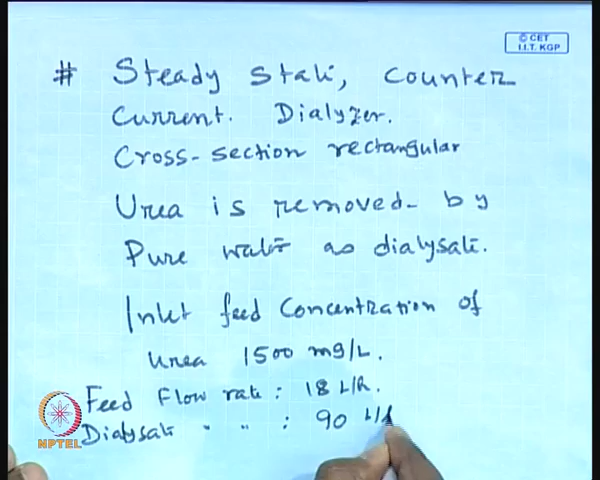 © CET
I.I.T. KGP
# Steady State, Counter
Current. Dialyzer.
Cross-section rectangular
Urea is removed by
Pure water as dialysate.
Inlet feed Concentration of
Urea 1500 mg/L.
Feed Flow rate : 18 L/h.
Dialysate " " : 90 L/h
NPTEL